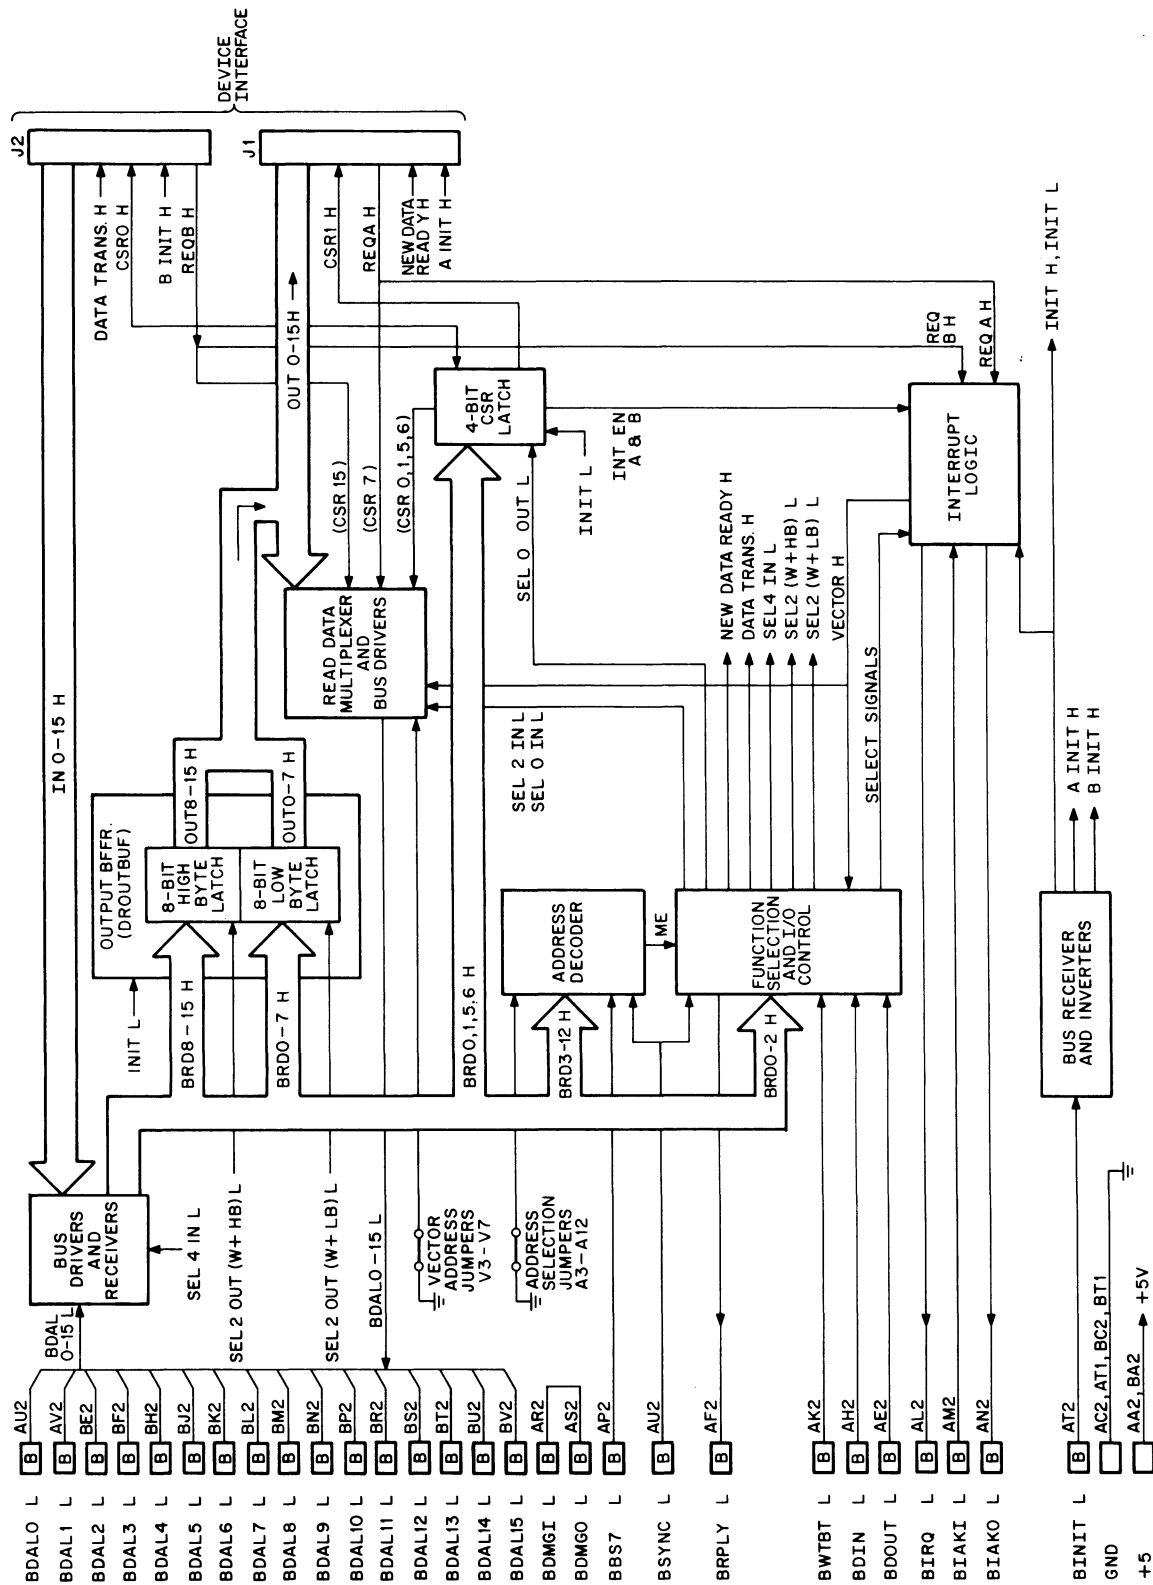 BDAL0 L B AU2
BDAL1 L B AV2
BDAL2 L B BE2
BDAL3 L B BF2
BDAL4 L B BH2
BDAL5 L B BJ2
BDAL6 L B BK2
BDAL7 L B BL2
BDAL8 L B BM2
BDAL9 L B BN2
BDAL10 L B BP2
BDAL11 L B BR2
BDAL12 L B BS2
BDAL13 L B BT2
BDAL14 L B BU2
BDAL15 L B BV2
BDMGI L B AR2
BDMGO L B AS2
BBS7 L B AP2
BSYNC L B AU2
BRPLY L B AF2
BWTBT L B AK2
BDIN L B AH2
BDOUT L B AE2
BIRQ L B AL2
BIAKI L B AM2
BIAKO L B AN2
BINIT L B AT2
GND AC2, AT1, BC2, BT1
+5 AA2, BA2
+5V
BDAL
0-15 L
BUS
DRIVERS
AND
RECEIVERS
SEL 4 IN L
SEL 2 OUT (W+HB) L
SEL 2 OUT (W+LB) L
BDAL0-15 L
VECTOR
ADDRESS
JUMPERS
V3-V7
ADDRESS
SELECTION
JUMPERS
A3-A12
IN 0-15 H
INIT L
BRD8-15 H
BRD0-7 H
BRD0,1,5,6 H
BRD3-12 H
BRD0-2 H
OUTPUT BFFR.
(DROUTBUF)
8-BIT
HIGH
BYTE
LATCH
8-BIT
LOW
BYTE
LATCH
OUT8-15 H
OUT0-7 H
ADDRESS
DECODER
ME
FUNCTION
SELECTION
AND I/O
CONTROL
BUS RECEIVER
AND INVERTERS
A INIT H
B INIT H
INIT H, INIT L
READ DATA
MULTIPLEXER
AND
BUS DRIVERS
SEL 2 IN L
SEL 0 IN L
SEL 0 OUT L
NEW DATA READY H
DATA TRANS. H
SEL4 IN L
SEL2 (W+HB) L
SEL2 (W+LB) L
VECTOR H
SELECT SIGNALS
(CSR 15)
(CSR 7)
(CSR 0,1,5,6)
4-BIT
CSR
LATCH
INIT L
INT EN
A & B
INTERRUPT
LOGIC
REQ
B H
REQ A H
OUT 0-15H
DATA TRANS. H
CSR0 H
B INIT H
REQB H
CSR1 H
REQA H
NEW DATA
READY H
A INIT H
J2
J1
DEVICE
INTERFACE